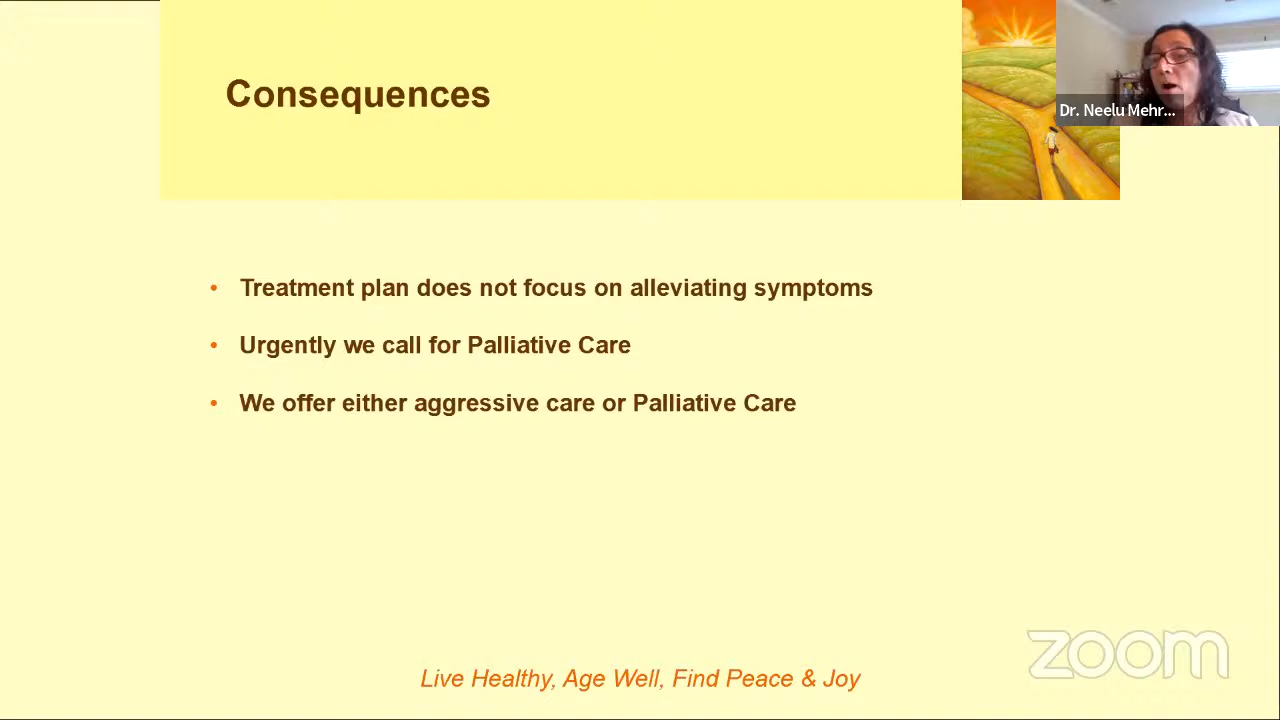 Consequences
Dr. Neelu Mehr...
• Treatment plan does not focus on alleviating symptoms
• Urgently we call for Palliative Care
• We offer either aggressive care or Palliative Care
zoom
Live Healthy, Age Well, Find Peace & Joy